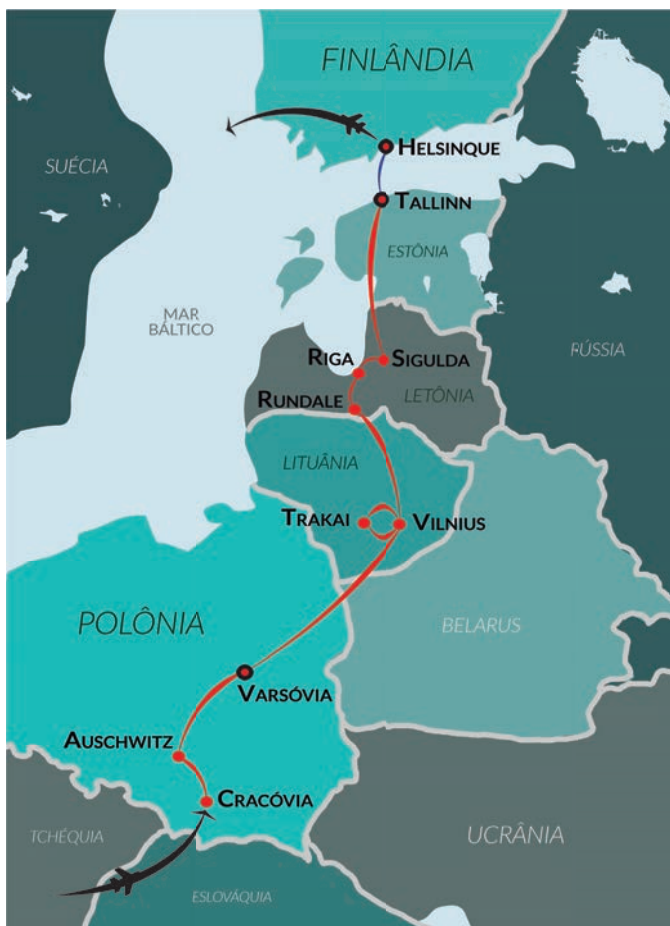 FINLÂNDIA
HELSINQUE
SUÉCIA
TALLINN
ESTÔNIA
MAR
BÁLTICO
RÚSSIA
RIGA
SIGULDA
RUNDALE
LETÔNIA
LITUÂNIA
TRAKAI
VILNIUS
POLÔNIA
BELARUS
VARSÓVIA
AUSCHWITZ
CRACÓVIA
TCHÉQUIA
UCRÂNIA
ESLOVÁQUIA